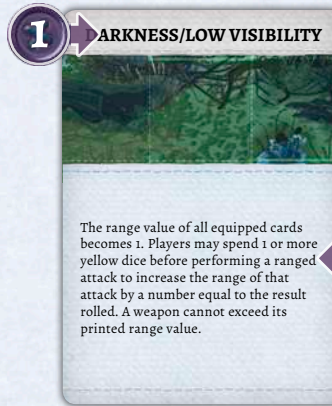 1
DARKNESS/LOW VISIBILITY
The range value of all equipped cards
becomes 1. Players may spend 1 or more
yellow dice before performing a ranged
attack to increase the range of that
attack by a number equal to the result
rolled. A weapon cannot exceed its
printed range value.